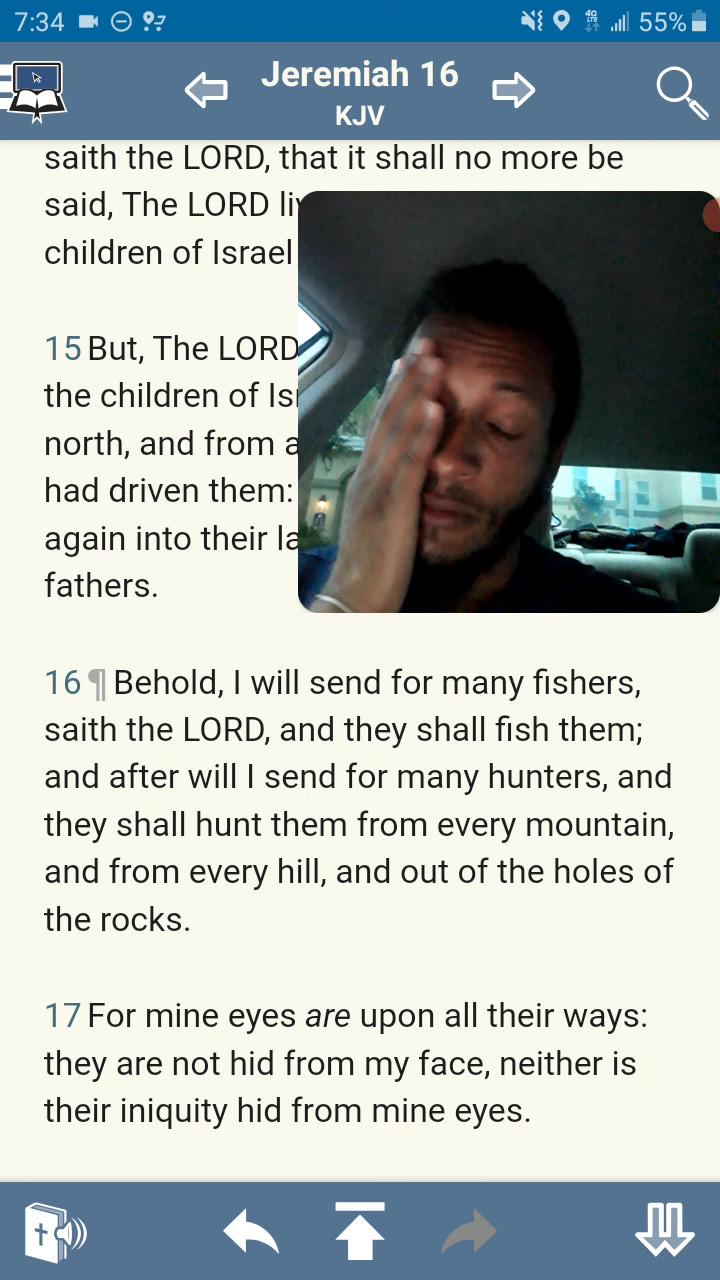 7:34
4G
LTE
55%
Jeremiah 16
KJV
saith the LORD, that it shall no more be
said, The LORD
children of Israel
15 But, The LORD
the children of
north, and from
had driven them:
again into their
fathers.
16 ¶ Behold, I will send for many fishers,
saith the LORD, and they shall fish them;
and after will I send for many hunters, and
they shall hunt them from every mountain,
and from every hill, and out of the holes of
the rocks.
17 For mine eyes are upon all their ways:
they are not hid from my face, neither is
their iniquity hid from mine eyes.